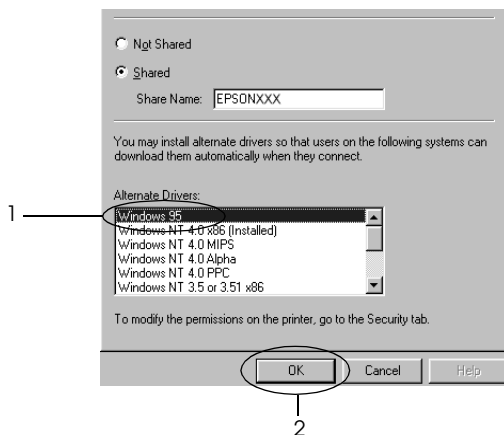 Not Shared
Shared
Share Name: EPSONXXX
You may install alternate drivers so that users on the following systems can
download them automatically when they connect.
Alternate Drivers:
1
Windows 95
Windows NT 4.0 x86 (Installed)
Windows NT 4.0 MIPS
Windows NT 4.0 Alpha
Windows NT 4.0 PPC
Windows NT 3.5 or 3.51 x86
To modify the permissions on the printer, go to the Security tab.
OK Cancel Help
2